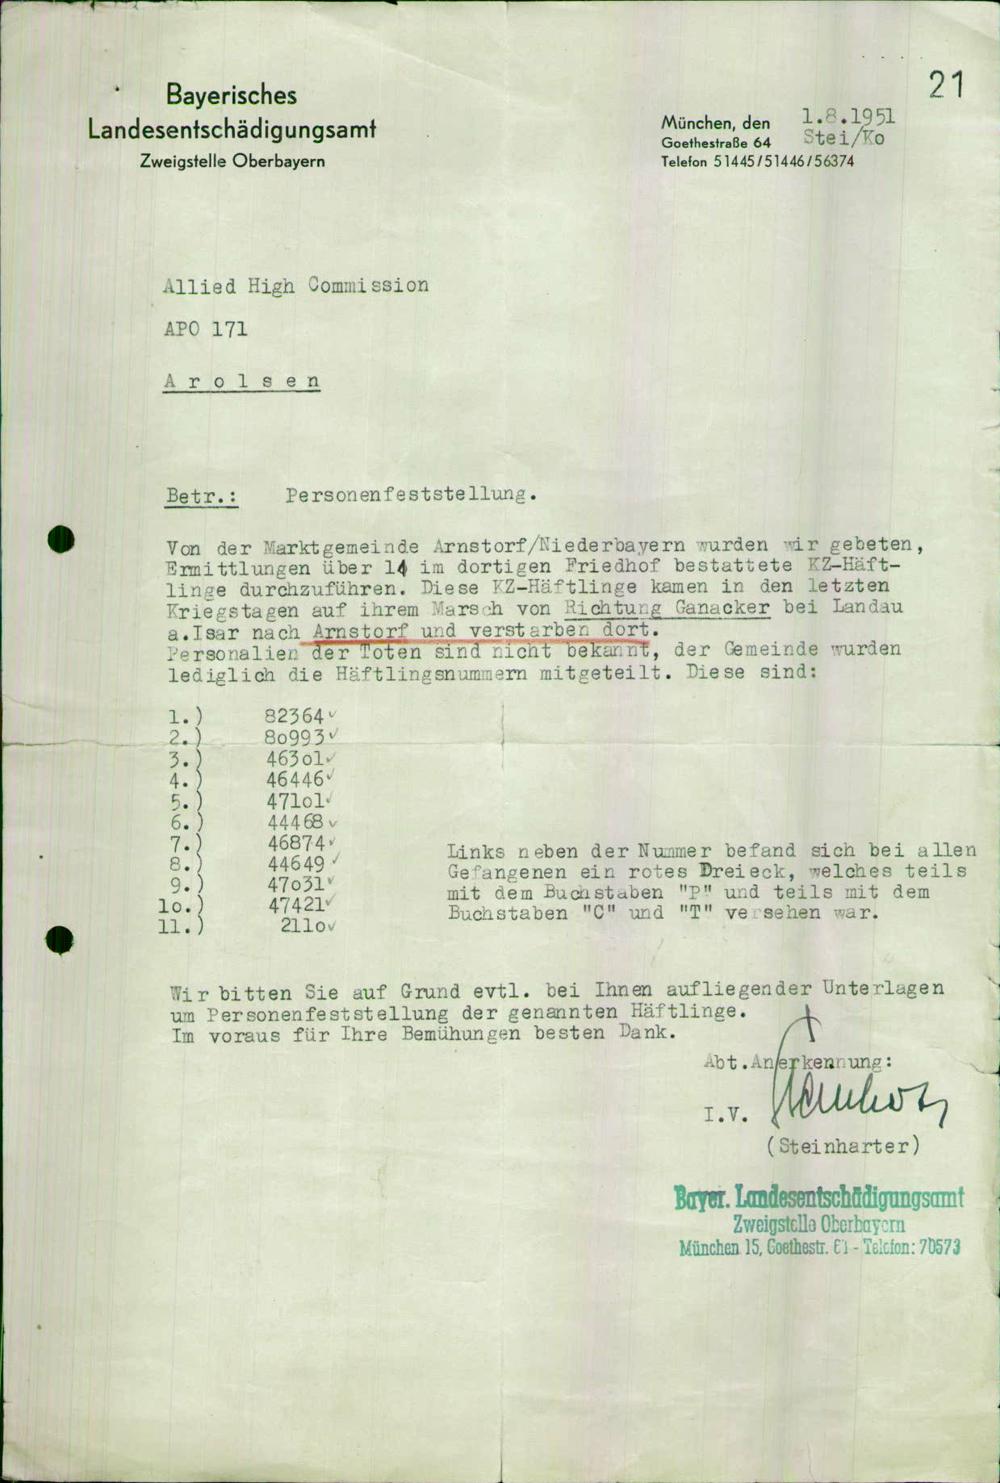 21
Bayerisches
Landesentschädigungsamt
Zweigstelle Oberbayern
München, den 1.8.1951
Goethestraße 64 Stei/Ko
Telefon 51445/51446/56374
Allied High Commission
APO 171
A r o l s e n
Betr.: Personenfeststellung.
Von der Marktgemeinde Arnstorf/Niederbayern wurden wir gebeten,
Ermittlungen über 14 im dortigen Friedhof bestattete KZ-Häft-
linge durchzuführen. Diese KZ-Häftlinge kamen in den letzten
Kriegstagen auf ihrem Marsch von Richtung Ganacker bei Landau
a.Isar nach Arnstorf und verstarben dort.
Personalien der Toten sind nicht bekannt, der Gemeinde wurden
lediglich die Häftlingsnummern mitgeteilt. Diese sind:
1.) 82364
2.) 8o993
3.) 463o1
4.) 46446
5.) 471o1
6.) 44468
7.) 46874
8.) 44649
9.) 47o31
1o.) 47421
11.) 211o
Links neben der Nummer befand sich bei allen
Gefangenen ein rotes Dreieck, welches teils
mit dem Buchstaben "P" und teils mit dem
Buchstaben "C" und "T" versehen war.
Wir bitten Sie auf Grund evtl. bei Ihnen aufliegender Unterlagen
um Personenfeststellung der genannten Häftlinge.
Im voraus für Ihre Bemühungen besten Dank.
Abt.Anerkennung:
I.V.
(Steinharter)
Bayer. Landesentschädigungsamt
Zweigstelle Oberbayern
München 15, Goethestr. - Telefon: 70573